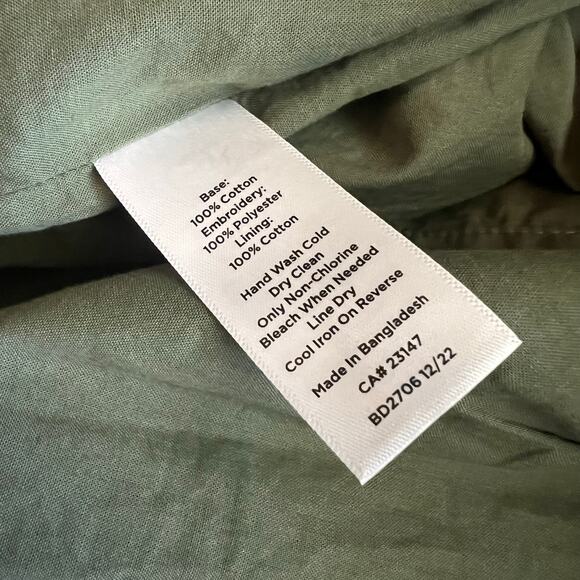 Base:
100% Cotton
Embroidery:
100% Polyester
Lining:
100% Cotton
Hand Wash Cold
Dry Clean
Only Non-Chlorine
Bleach When Needed
Line Dry
Cool Iron On Reverse
Made In Bangladesh
CA# 23147
BD2706 12/22